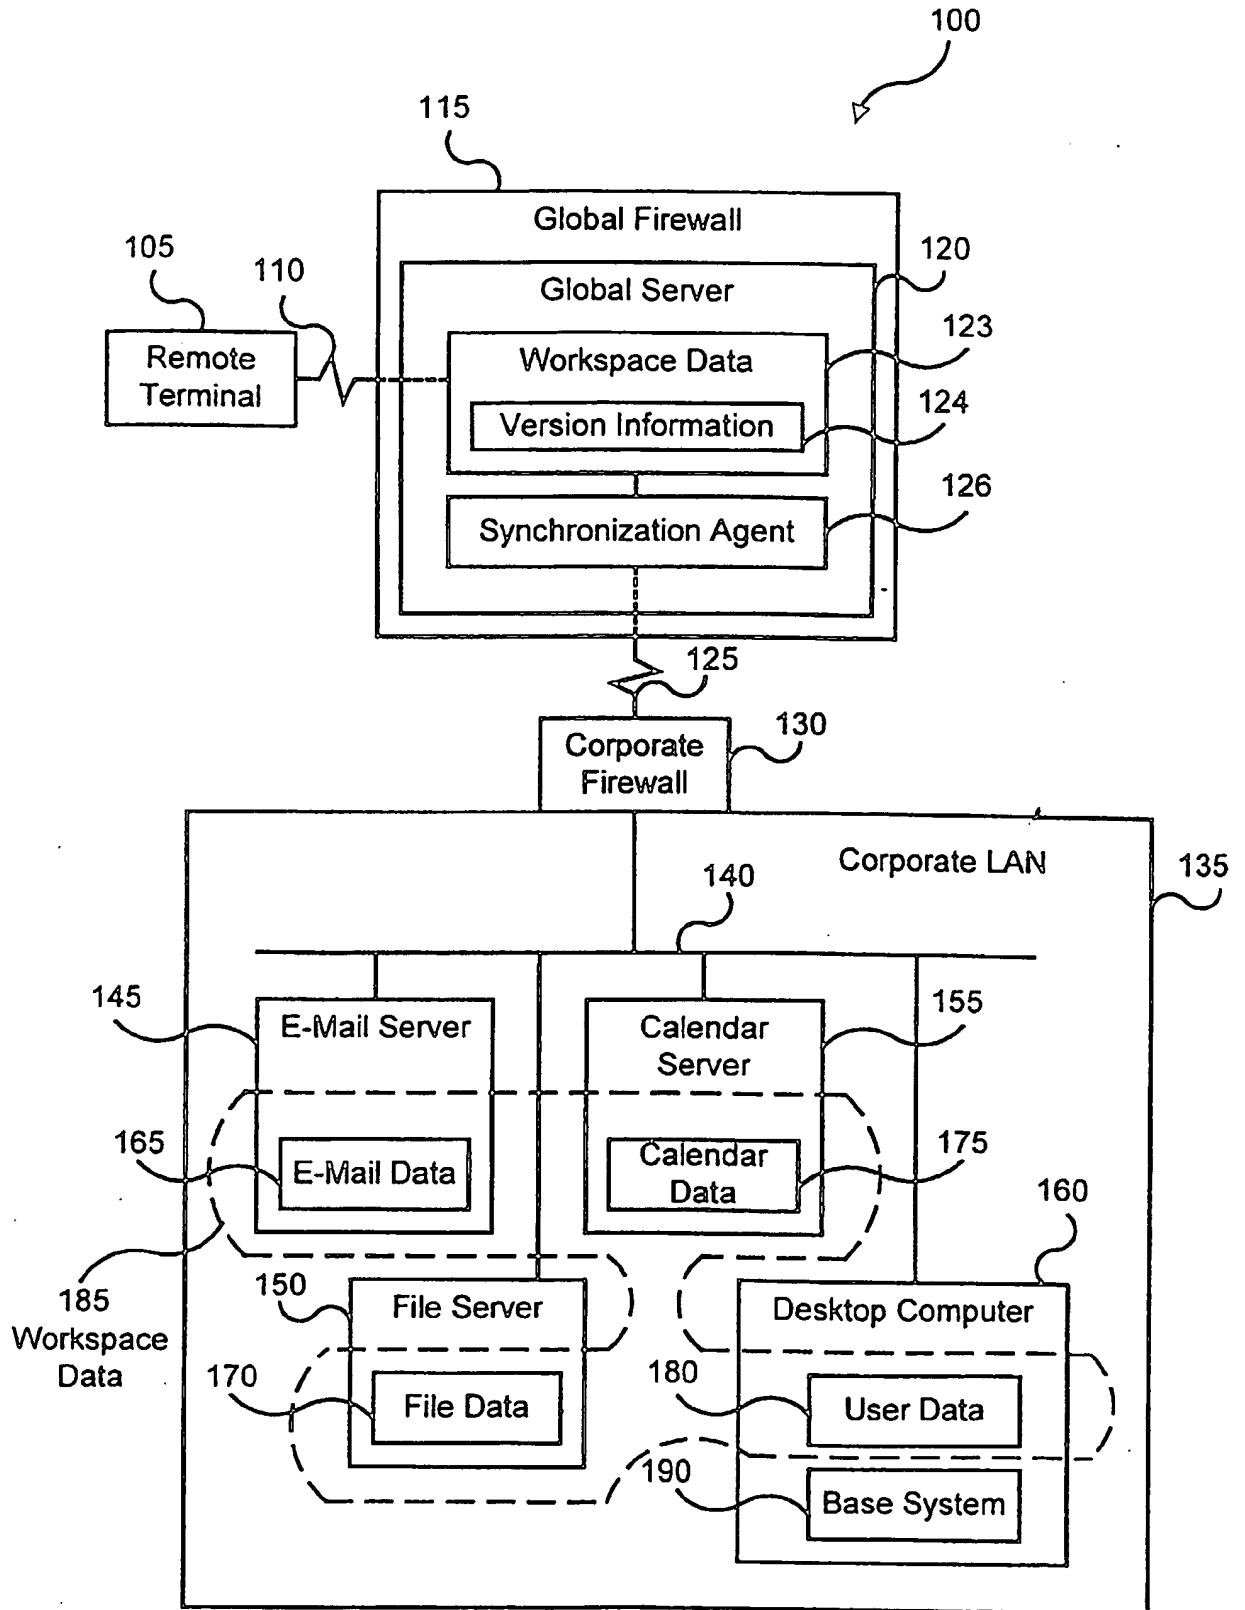 100
115
Global Firewall
105
110
120
Global Server
123
Remote
Terminal
Workspace Data
124
Version Information
126
Synchronization Agent
125
130
Corporate
Firewall
Corporate LAN
135
140
145
E-Mail Server
Calendar
Server
155
165
E-Mail Data
Calendar
Data
175
160
185
Workspace
Data
150
File Server
Desktop Computer
170
File Data
180
User Data
190
Base System